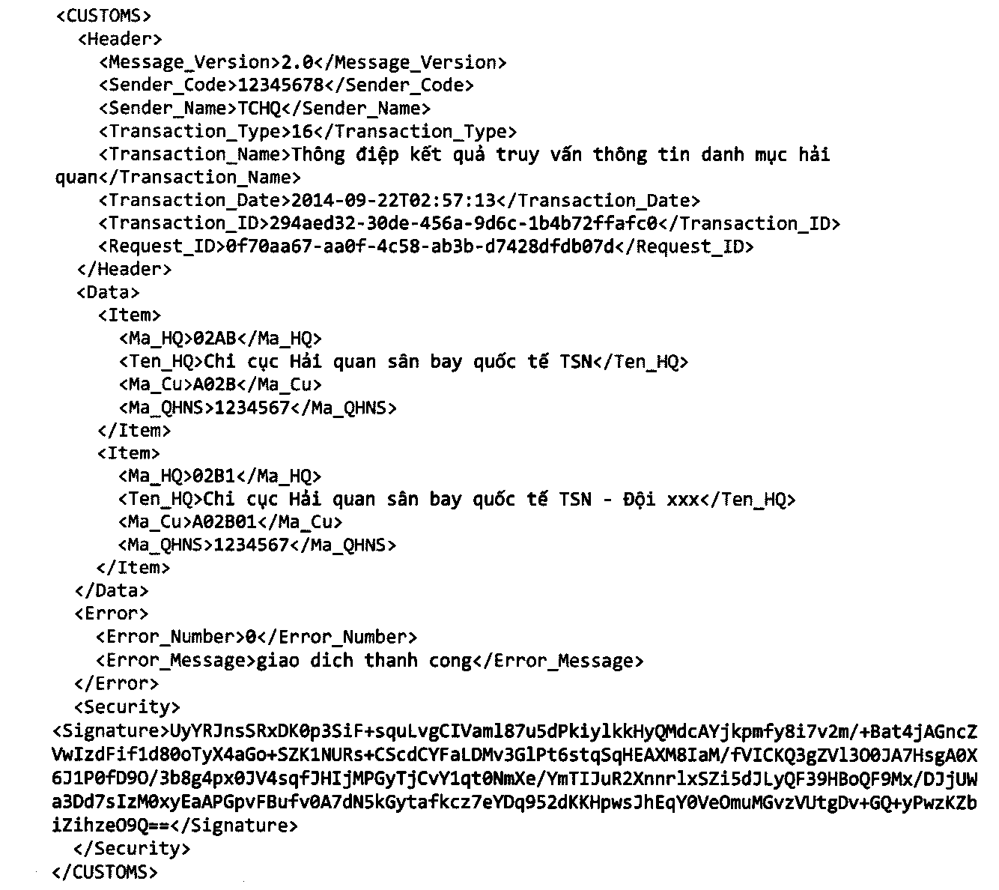 <CUSTOMS>
<Header>
<Message_Version>2.0</Message_Version>
<Sender_Code>12345678</Sender_Code>
<Sender_Name>TCHQ</Sender_Name>
<Transaction_Type>16</Transaction_Type>
<Transaction_Name>Thông điệp kết quả truy vấn thông tin danh mục hải
quan</Transaction_Name>
<Transaction_Date>2014-09-22T02:57:13</Transaction_Date>
<Transaction_ID>294aed32-30de-456a-9d6c-1b4b72ffafc0</Transaction_ID>
<Request_ID>0f70aa67-aa0f-4c58-ab3b-d7428dfdb07d</Request_ID>
</Header>
<Data>
<Item>
<Ma_HQ>02AB</Ma_HQ>
<Ten_HQ>Chi cục Hải quan sân bay quốc tế TSN</Ten_HQ>
<Ma_Cu>A02B</Ma_Cu>
<Ma_QHNS>1234567</Ma_QHNS>
</Item>
<Item>
<Ma_HQ>02B1</Ma_HQ>
<Ten_HQ>Chi cục Hải quan sân bay quốc tế TSN - Đội xxx</Ten_HQ>
<Ma_Cu>A02B01</Ma_Cu>
<Ma_QHNS>1234567</Ma_QHNS>
</Item>
</Data>
<Error>
<Error_Number>0</Error_Number>
<Error_Message>giao dich thanh cong</Error_Message>
</Error>
<Security>
<Signature>UyYRJnsSRxDK0p3SiF+squLvgCIVaml87u5dPkiylkkHyQMdcAYjkpmfy8i7v2m/+Bat4jAGncZ
VwIzdFif1d80oTyX4aGo+SZK1NURs+CScdCYFaLDMv3GlPt6stqSqHEAXM8IaM/fVICKQ3gZVl3O0JA7HsgA0X
6J1P0fD9O/3b8g4px0JV4sqfJHIjMPGyTjCvY1qt0NmXe/YmTIJuR2XnnrlxSZi5dJLyQF39HBoQF9Mx/DJjUW
a3Dd7sIzM0xyEaAPGpvFBufv0A7dN5kGytafkcz7eYDq952dKKHpwsJhEqY0VeOmuMGvzVUtgDv+GQ+yPwzKZb
iZihzeO9Q==</Signature>
</Security>
</CUSTOMS>